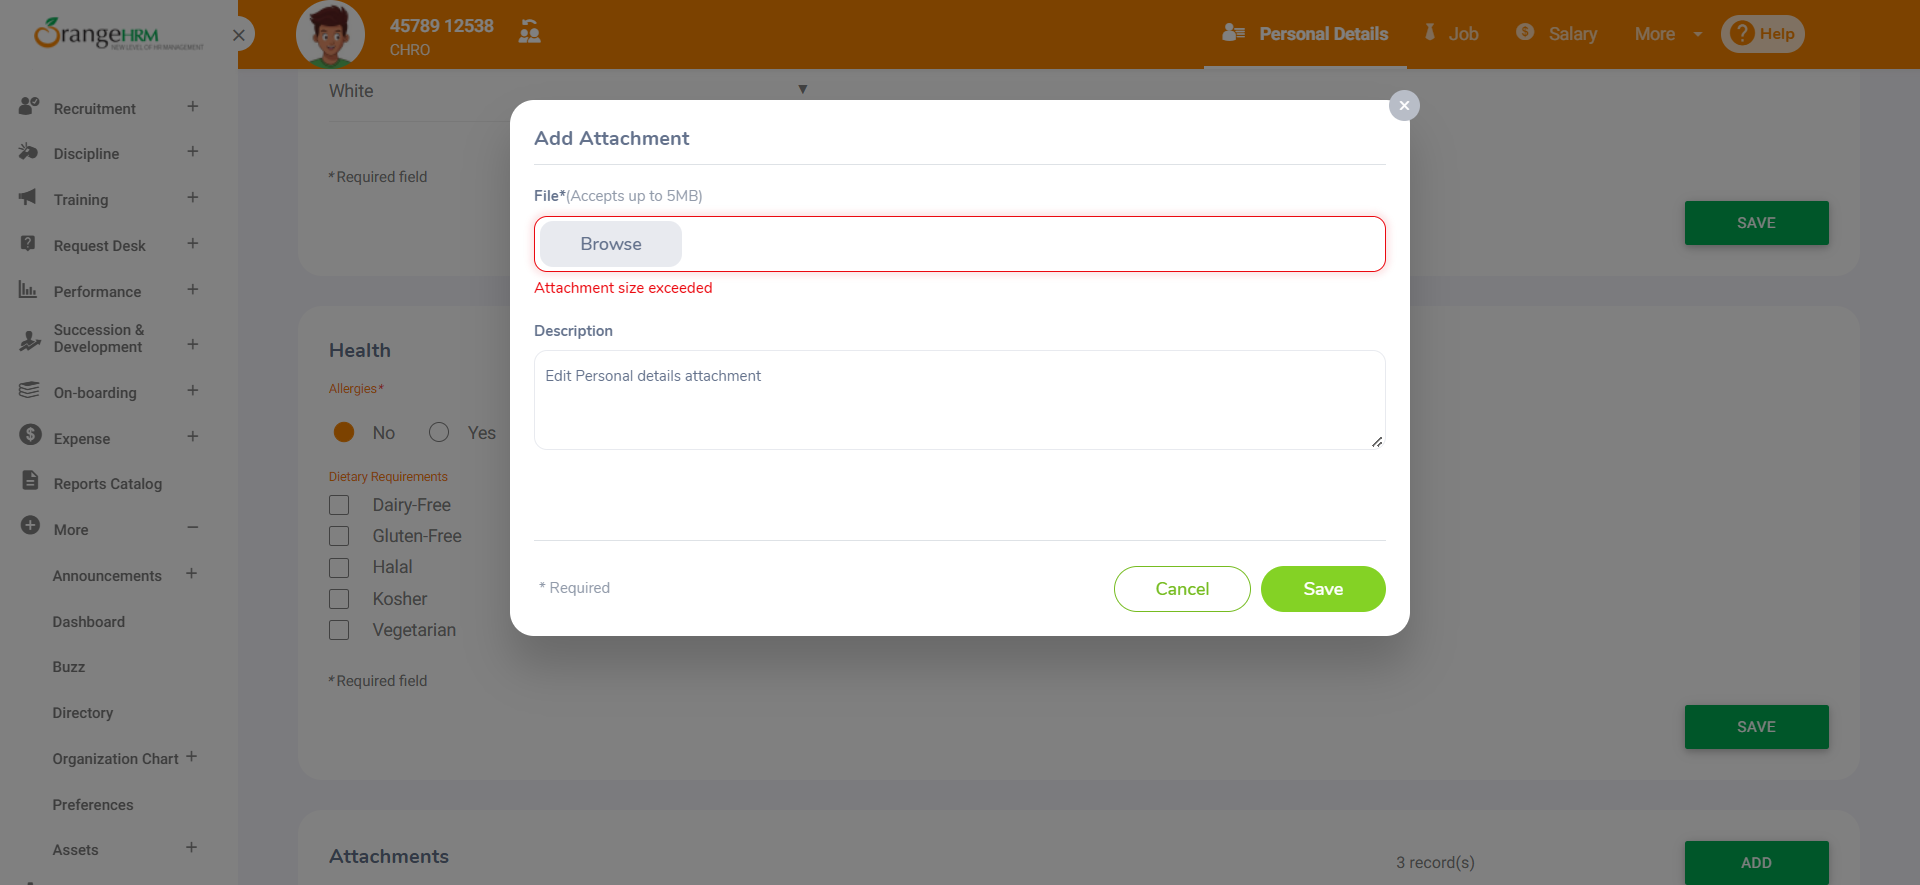 OrangeHRM
NEW LEVEL OF HR MANAGEMENT
45789 12538
CHRO
Personal Details
Job
Salary
More
Help
Recruitment
Discipline
Training
Request Desk
Performance
Succession &
Development
On-boarding
Expense
Reports Catalog
More
Announcements
Dashboard
Buzz
Directory
Organization Chart
Preferences
Assets
White
* Required field
SAVE
Health
Allergies*
No
Yes
Dietary Requirements
Dairy-Free
Gluten-Free
Halal
Kosher
Vegetarian
* Required field
SAVE
Attachments
3 record(s)
ADD
Add Attachment
File*(Accepts up to 5MB)
Browse
Attachment size exceeded
Description
Edit Personal details attachment
* Required
Cancel
Save